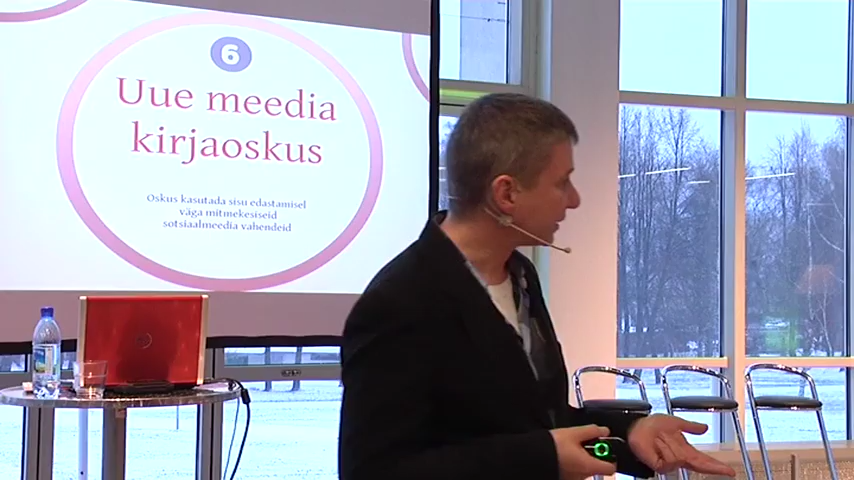 6
Uue meedia
kirjaoskus
Oskus kasutada sisu edastamisel
väga mitmekesiseid
sotsiaalmeedia vahendeid